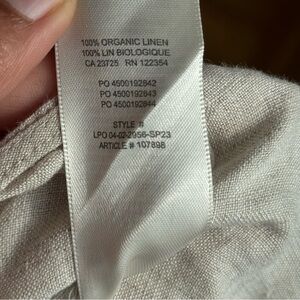 100% ORGANIC LINEN
100% LIN BIOLOGIQUE
CA 23725 RN 122354
PO 4500192842
PO 4500192843
PO 4500192844
STYLE #
LPO 04-02-2956-SP23
ARTICLE # 107898